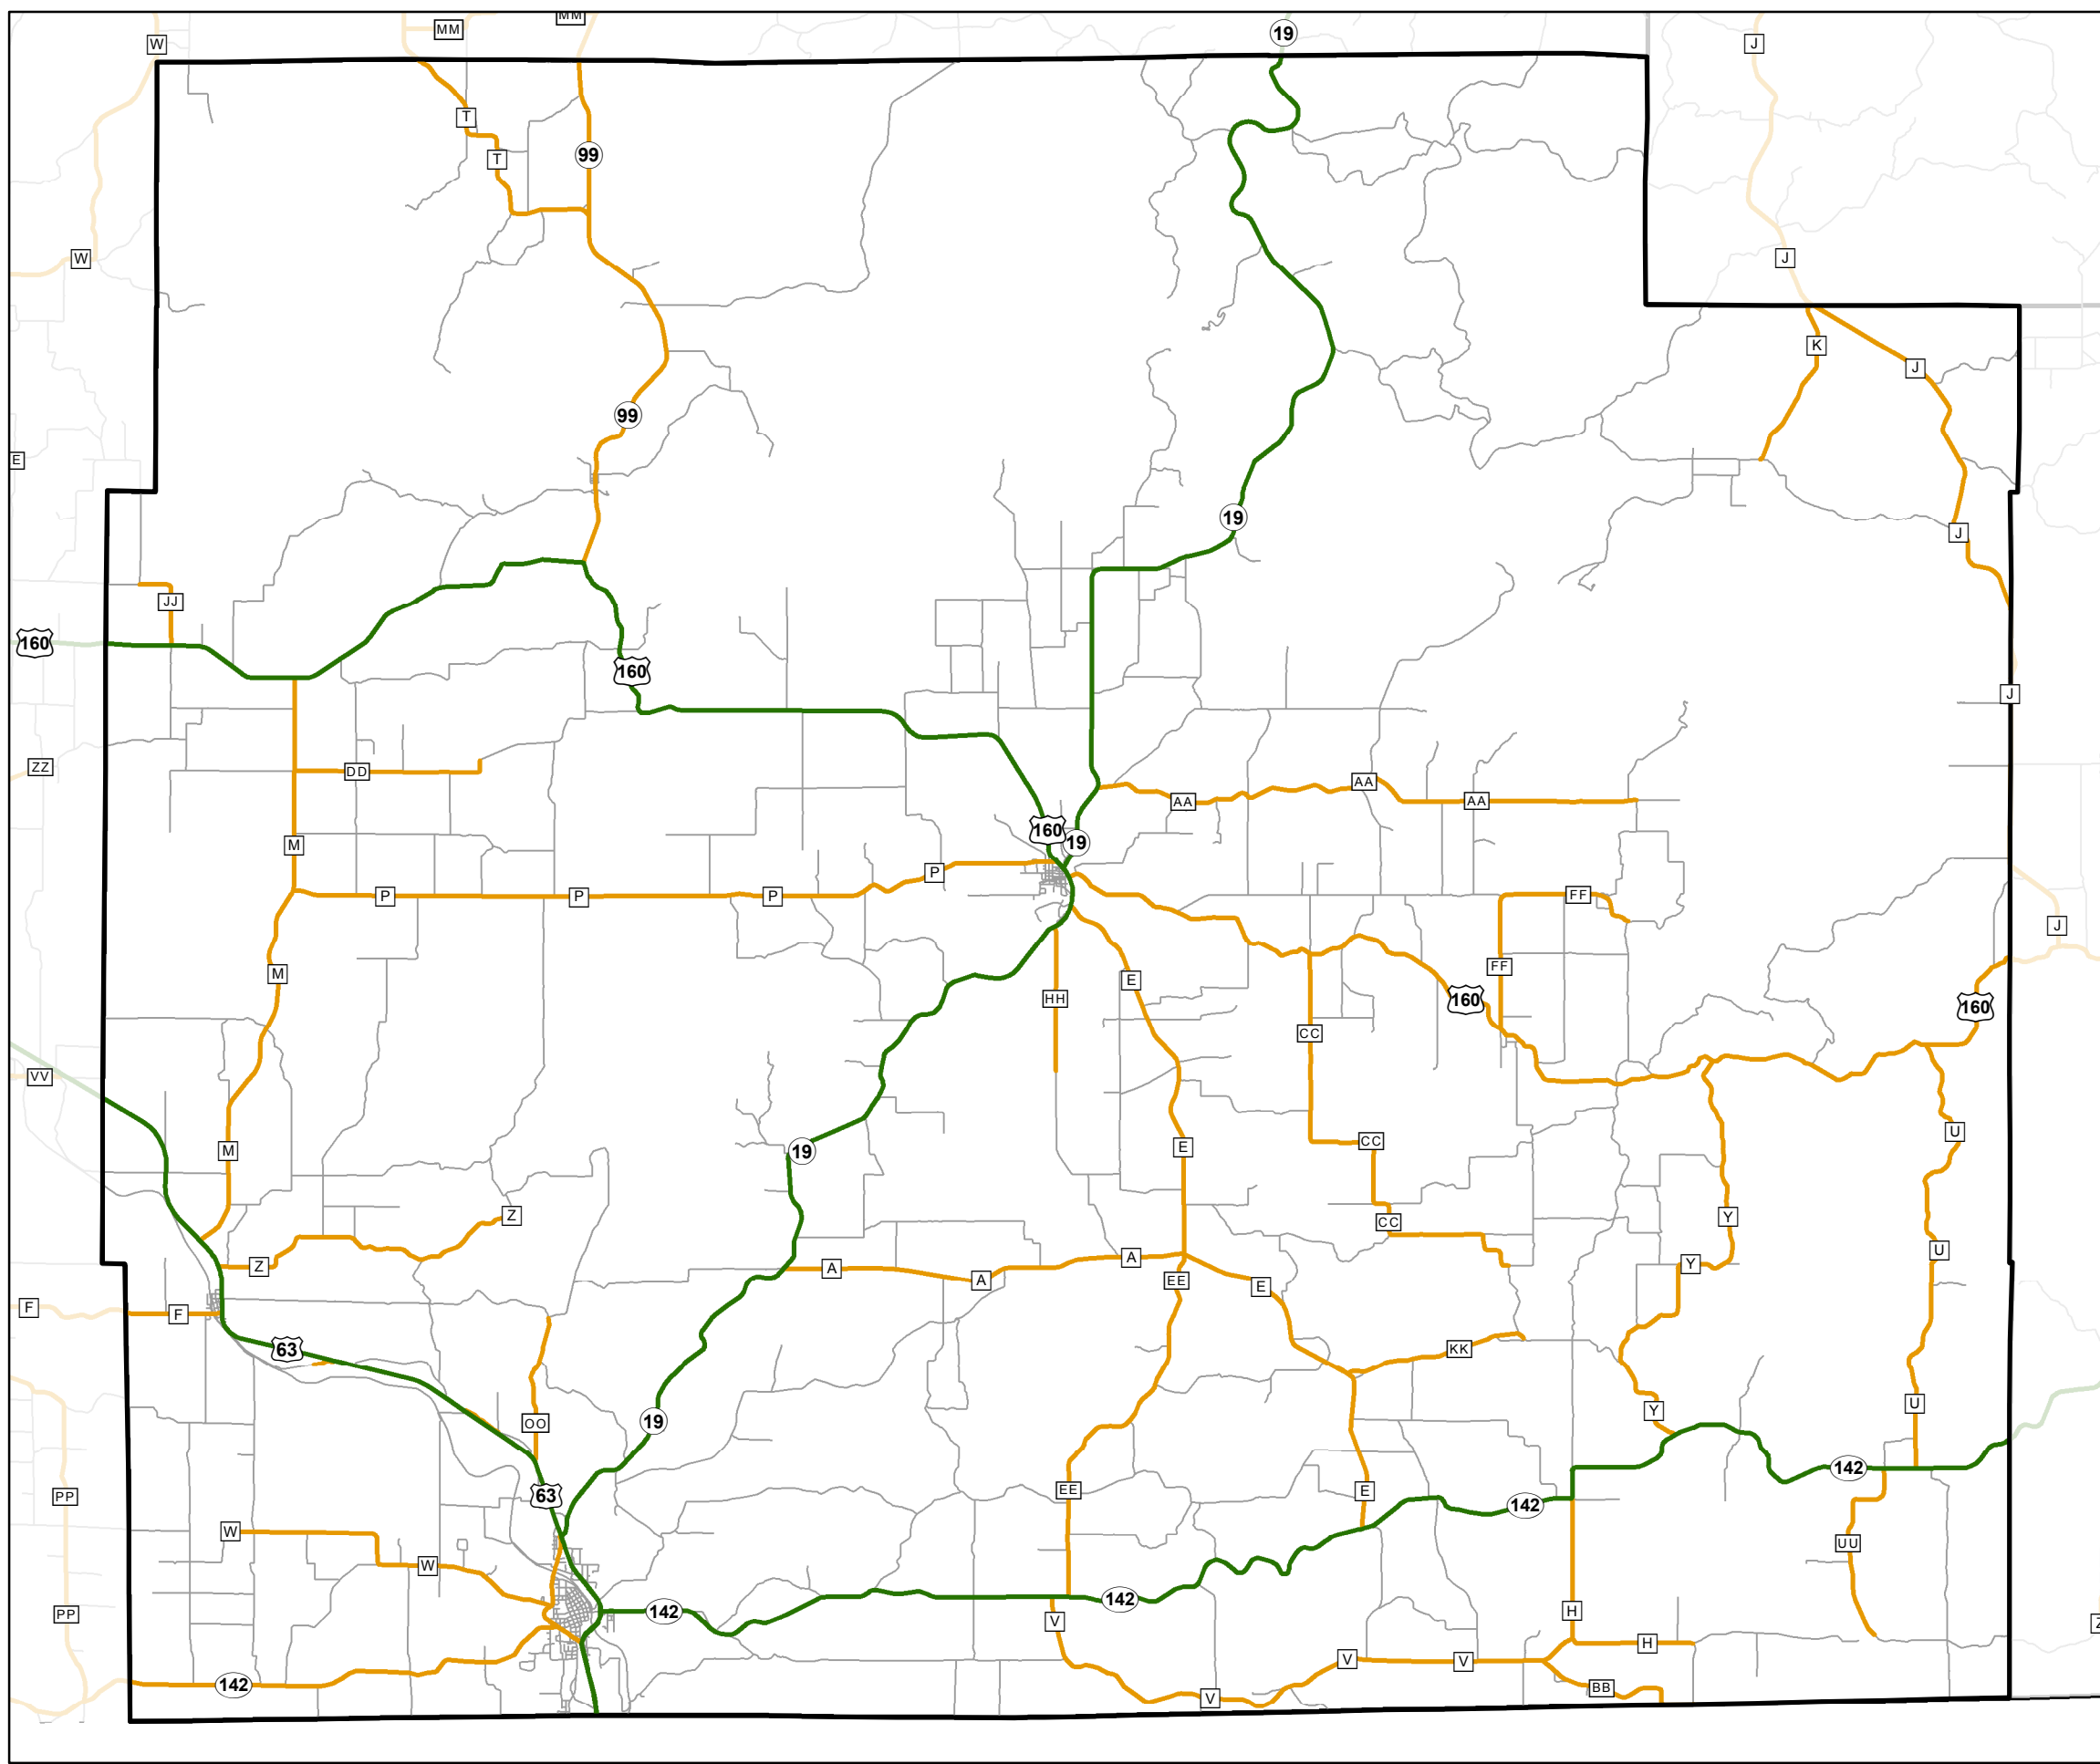 MM
MM
19
W
J
T
99
T
W
J
K
J
99
E
19
J
JJ
160
160
J
ZZ
DD
AA
AA
AA
160
19
M
P
P
P
P
FF
J
M
E
FF
HH
160
160
CC
VV
M
19
E
CC
U
Z
CC
Y
U
Z
A
A
A
EE
E
Y
F
F
63
KK
19
OO
U
Y
PP
63
EE
E
142
142
W
W
UU
PP
142
142
V
H
H
V
V
142
V
BB